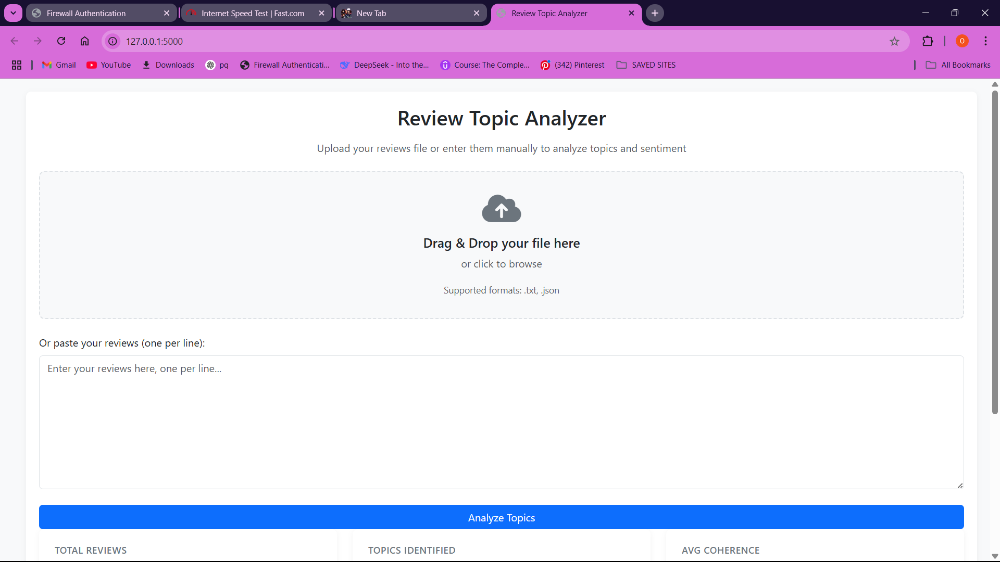 Firewall Authentication
Internet Speed Test | Fast.com
New Tab
Review Topic Analyzer
127.0.0.1:5000
O
Gmail
YouTube
Downloads
pq
Firewall Authenticati...
DeepSeek - Into the...
Course: The Comple...
(342) Pinterest
SAVED SITES
All Bookmarks
Review Topic Analyzer
Upload your reviews file or enter them manually to analyze topics and sentiment
Drag & Drop your file here
or click to browse
Supported formats: .txt, .json
Or paste your reviews (one per line):
Enter your reviews here, one per line...
Analyze Topics
TOTAL REVIEWS
TOPICS IDENTIFIED
AVG COHERENCE